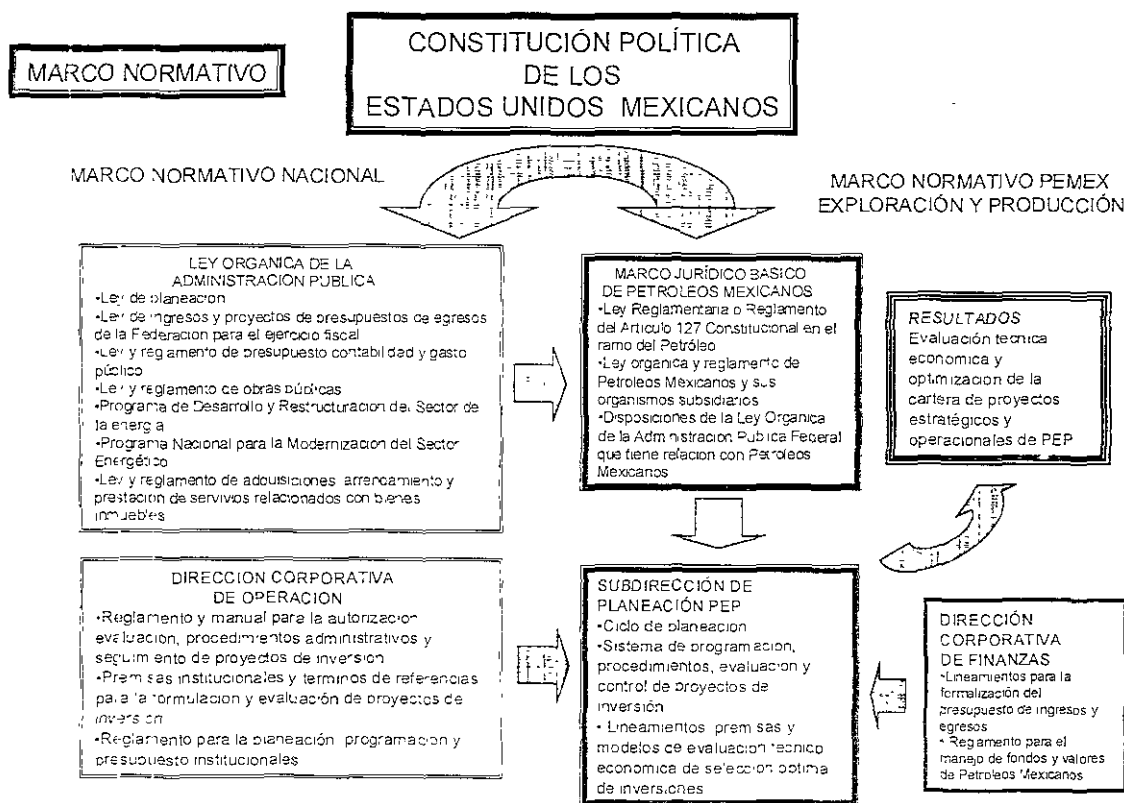 MARCO NORMATIVO
CONSTITUCIÓN POLÍTICA
DE LOS
ESTADOS UNIDOS MEXICANOS
MARCO NORMATIVO NACIONAL
MARCO NORMATIVO PEMEX
EXPLORACIÓN Y PRODUCCIÓN
LEY ORGANICA DE LA
ADMINISTRACION PUBLICA
•Ley de planeacion
•Ley de ingresos y proyectos de presupuestos de egresos
de la Federacion para el ejercicio fiscal
•Ley y reglamento de presupuesto contabilidad y gasto
público
•Ley y reglamento de obras públicas
•Programa de Desarrollo y Restructuracion del Sector de
la energia
•Programa Nacional para la Modernizacion del Sector
Energético
•Ley y reglamento de adquisiciones arrendamiento y
prestacion de servivios relacionados con bienes
inmuebles
MARCO JURÍDICO BASICO
DE PETROLEOS MEXICANOS
•Ley Reglamentaria o Reglamento
del Articulo 127 Constitucional en el
ramo del Petróleo
•Ley organica y reglamento de
Petroleos Mexicanos y sus
organismos subsidiarios
•Disposiciones de la Ley Organica
de la Administracion Publica Federal
que tiene relacion con Petroleos
Mexicanos
RESULTADOS
Evaluación tecnica
economica y
optimización de la
cartera de proyectos
estratégicos y
operacionales de PEP
DIRECCION CORPORATIVA
DE OPERACION
•Reglamento y manual para la autorizacion
evaluación, procedimientos administrativos y
seguimiento de proyectos de inversion
•Premisas institucionales y terminos de referencias
para la formulacion y evaluación de proyectos de
inversion
•Reglamento para la planeación programacion y
presupuesto institucionales
SUBDIRECCIÓN DE
PLANEACIÓN PEP
•Ciclo de planeación
•Sistema de programación,
procedimientos, evaluación y
control de proyectos de
inversión
• Lineamientos premisas y
modelos de evaluación tecnico
economica de selección optima
de inversiones
DIRECCIÓN
CORPORATIVA
DE FINANZAS
•Lineamientos para la
formalización del
presupuesto de ingresos y
egresos
• Reglamento para el
manejo de fondos y valores
de Petroleos Mexicanos